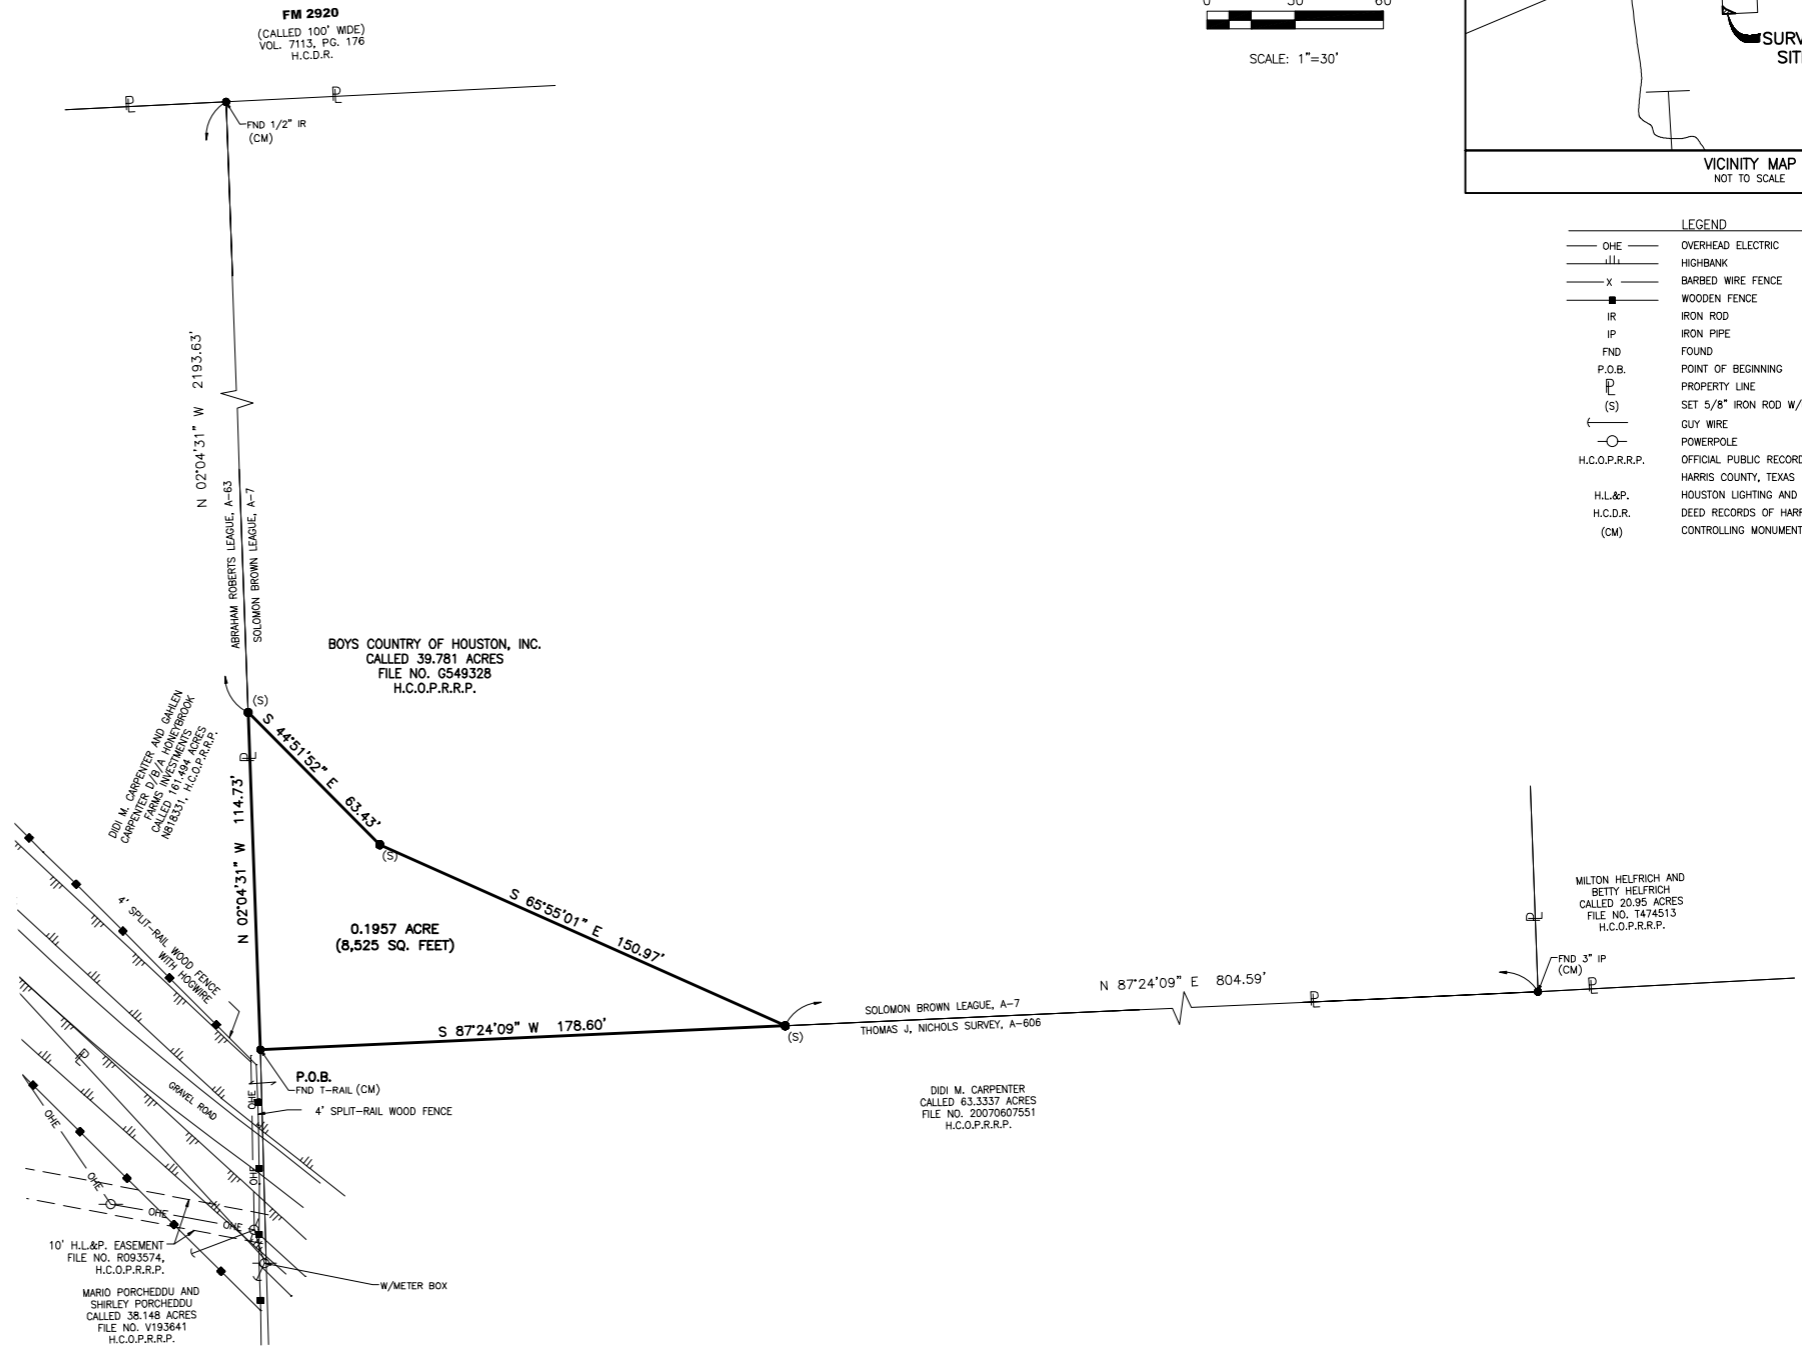 FM 2920
(CALLED 100' WIDE)
VOL. 7113, PG. 176
H.C.D.R.
FND 1/2" IR
(CM)
0 30 60
SCALE: 1"=30'
SITE
VICINITY MAP
NOT TO SCALE
LEGEND
OHE OVERHEAD ELECTRIC
HIGHBANK
X BARBED WIRE FENCE
WOODEN FENCE
IR IRON ROD
IP IRON PIPE
FND FOUND
P.O.B. POINT OF BEGINNING
PL PROPERTY LINE
(S) SET 5/8" IRON ROD W/
GUY WIRE
POWERPOLE
H.C.O.P.R.R.P. OFFICIAL PUBLIC RECORD
HARRIS COUNTY, TEXAS
H.L.&P. HOUSTON LIGHTING AND
H.C.D.R. DEED RECORDS OF
(CM) CONTROLLING MONUMENT
N 02°04'31" W 2193.63'
ABRAHAM ROBERTS LEAGUE, A-63
SOLOMON BROWN LEAGUE, A-7
BOYS COUNTRY OF HOUSTON, INC.
CALLED 39.781 ACRES
FILE NO. G549328
H.C.O.P.R.R.P.
(S)
S 44°51'52" E 63.43'
(S)
DIDI M. CARPENTER AND GAHLEN
CARPENTER D/B/A HONEYBROOK
FARMS INVESTMENTS
CALLED 161.494 ACRES
N818331, H.C.O.P.R.R.P.
N 02°04'31" W 114.73'
PL
0.1957 ACRE
(8,525 SQ. FEET)
S 65°55'01" E 150.97'
S 87°24'09" W 178.60'
(S)
SOLOMON BROWN LEAGUE, A-7
THOMAS J, NICHOLS SURVEY, A-606
N 87°24'09" E 804.59'
PL
MILTON HELFRICH AND
BETTY HELFRICH
CALLED 20.95 ACRES
FILE NO. T474513
H.C.O.P.R.R.P.
FND 3" IP
(CM)
PL
PL
4' SPLIT-RAIL WOOD FENCE
WITH HOGWIRE
P.O.B.
FND T-RAIL (CM)
4' SPLIT-RAIL WOOD FENCE
DIDI M. CARPENTER
CALLED 63.3337 ACRES
FILE NO. 20070607551
H.C.O.P.R.R.P.
PL
GRAVEL ROAD
OHE
OHE
OHE
OHE
OHE
OHE
10' H.L.&P. EASEMENT
FILE NO. R093574,
H.C.O.P.R.R.P.
W/METER BOX
MARIO PORCHEDDU AND
SHIRLEY PORCHEDDU
CALLED 38.148 ACRES
FILE NO. V193641
H.C.O.P.R.R.P.